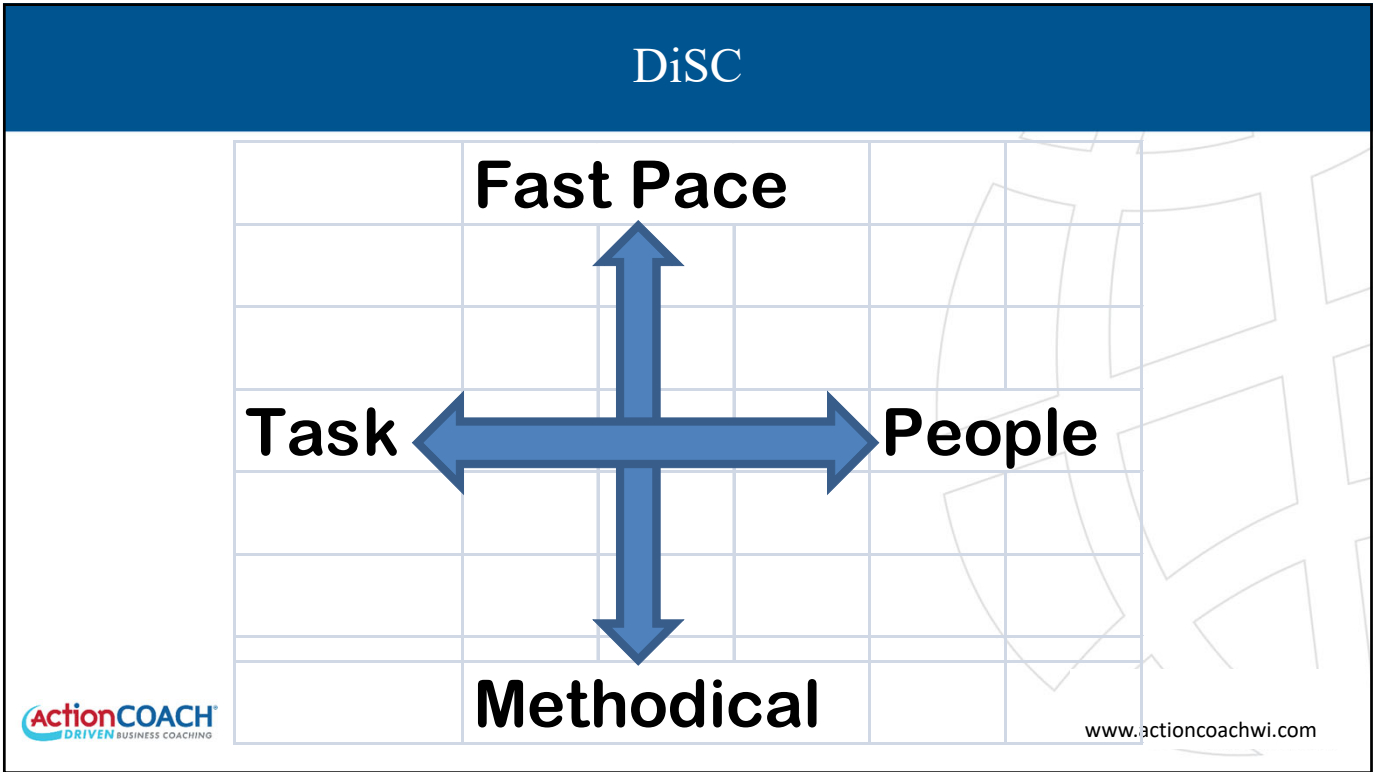 DiSC
Fast Pace
Task
People
Methodical
ActionCOACH®
DRIVEN BUSINESS COACHING
www.actioncoachwi.com